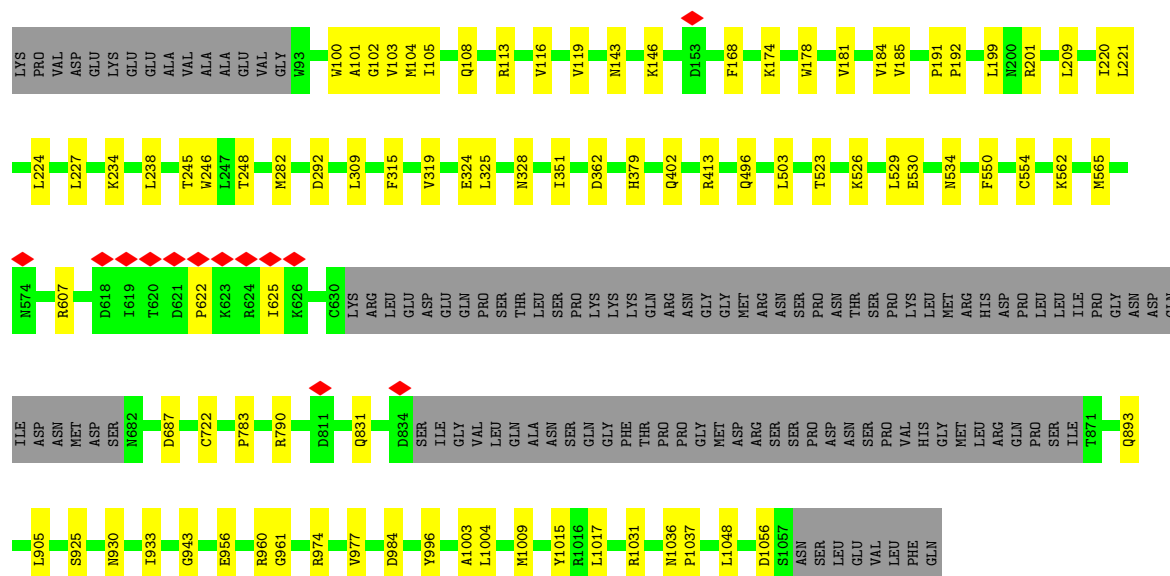 LYS PRO VAL ASP GLU LYS GLU GLU ALA VAL ALA ALA GLU VAL GLY W93 W100 A101 G102 V103 M104 I105 Q108 R113 V116 V119 N143 K146 D153 F168 K174 W178 V181 V184 V185 P191 P192 L199 N200 R201 L209 I220 L221
L224 L227 K234 L238 T245 W246 L247 T248 M282 D292 L309 F315 V319 E324 L325 N328 I351 D362 H379 Q402 R413 Q496 L503 T523 K526 L529 E530 N534 F550 C554 K562 M565
N574 R607 D618 I619 T620 D621 P622 K623 R624 I625 K626 C630 LYS ARG LEU GLU ASP GLU GLN PRO SER THR LEU SER PRO LYS LYS LYS GLN ARG ASN GLY GLY MET ARG ASN SER PRO ASN THR SER PRO LYS LEU MET ARG HIS ASP PRO LEU LEU ILE PRO GLY ASN ASP GLN
ILE ASP ASN MET ASP SER N682 D687 C722 P783 R790 D811 Q831 D834 SER ILE GLY VAL LEU GLN ALA ASN SER GLN GLY PHE THR PRO PRO GLY MET ASP ARG SER SER PRO ASP ASN SER PRO VAL HIS GLY MET LEU ARG GLN PRO SER ILE T871 Q893
L905 S925 N930 I933 G943 E956 R960 G961 R974 V977 D984 Y996 A1003 L1004 M1009 Y1015 R1016 L1017 R1031 N1036 P1037 L1048 D1056 S1057 ASN SER LEU GLU VAL LEU PHE GLN